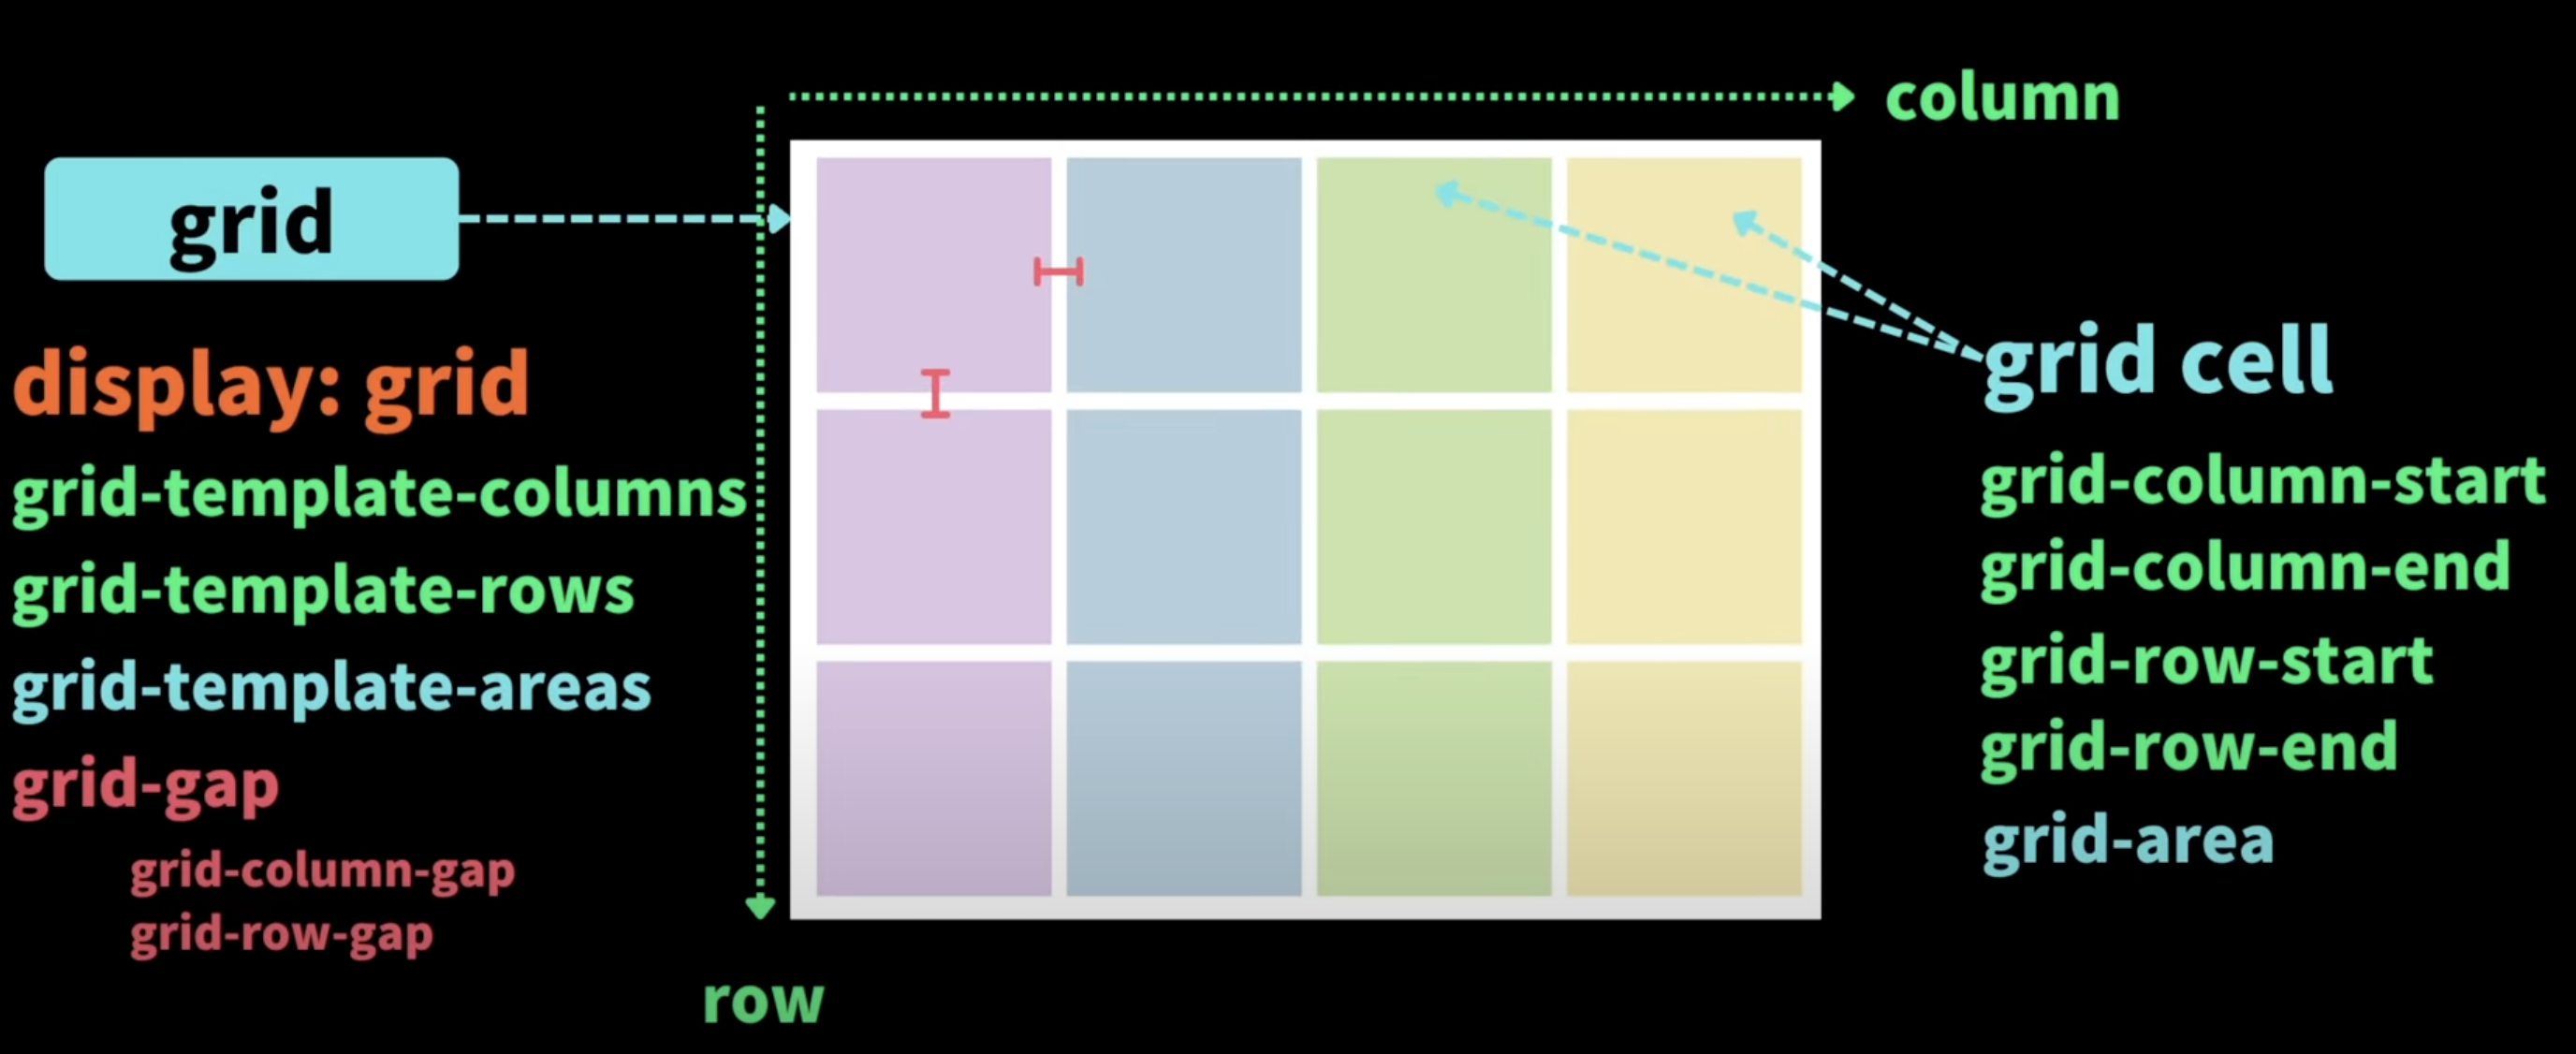 column
grid
display: grid
grid-template-columns
grid-template-rows
grid-template-areas
grid-gap
grid-column-gap
grid-row-gap
row
grid cell
grid-column-start
grid-column-end
grid-row-start
grid-row-end
grid-area